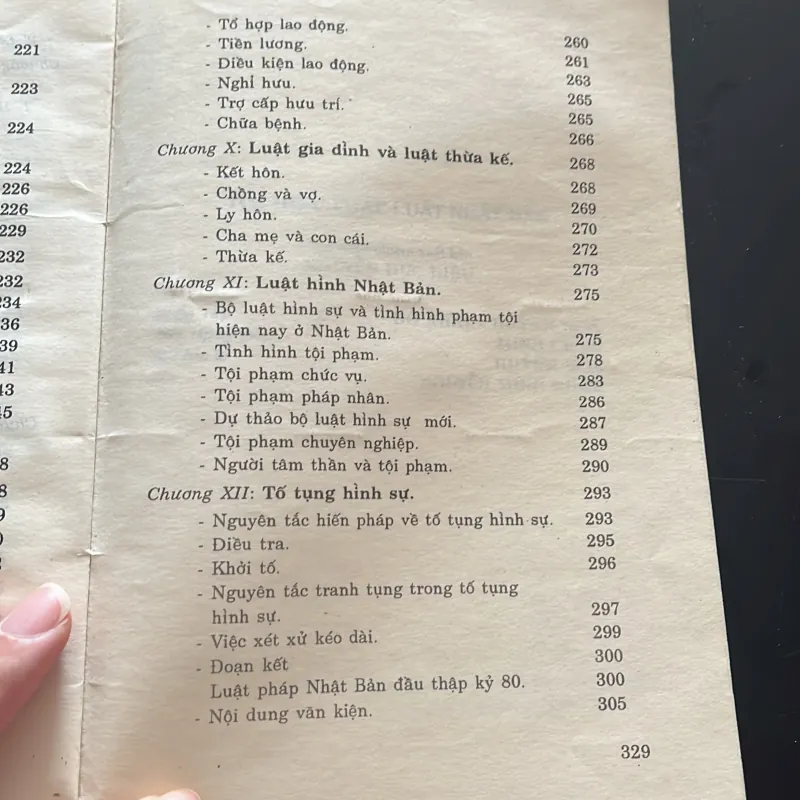 221
223
224
224
226
226
229
232
232
234
36
39
41
43
45
8
8
9
- Tổ hợp lao động. 260
- Tiền lương. 261
- Điều kiện lao động. 263
- Nghỉ hưu. 265
- Trợ cấp hưu trí. 265
- Chữa bệnh. 266
Chương X: Luật gia đình và luật thừa kế. 268
- Kết hôn. 268
- Chồng và vợ. 269
- Ly hôn. 270
- Cha mẹ và con cái. 272
- Thừa kế. 273
Chương XI: Luật hình Nhật Bản. 275
- Bộ luật hình sự và tình hình phạm tội
hiện nay ở Nhật Bản. 275
- Tình hình tội phạm. 278
- Tội phạm chức vụ. 283
- Tội phạm pháp nhân. 286
- Dự thảo bộ luật hình sự mới. 287
- Tội phạm chuyên nghiệp. 289
- Người tâm thần và tội phạm. 290
Chương XII: Tố tụng hình sự. 293
- Nguyên tắc hiến pháp về tố tụng hình sự. 293
- Điều tra. 295
- Khởi tố. 296
- Nguyên tắc tranh tụng trong tố tụng
hình sự. 297
- Việc xét xử kéo dài. 299
- Đoạn kết 300
Luật pháp Nhật Bản đầu thập kỷ 80. 300
- Nội dung văn kiện. 305
329